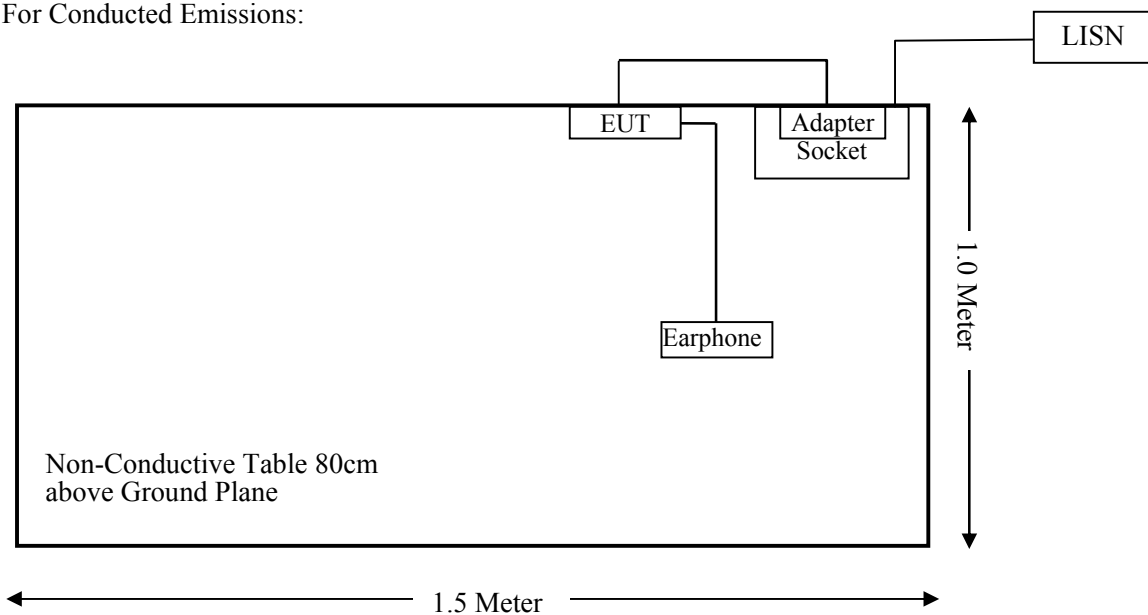 For Conducted Emissions:
LISN
EUT
Adapter
Socket
1.0 Meter
Earphone
Non-Conductive Table 80cm
above Ground Plane
1.5 Meter